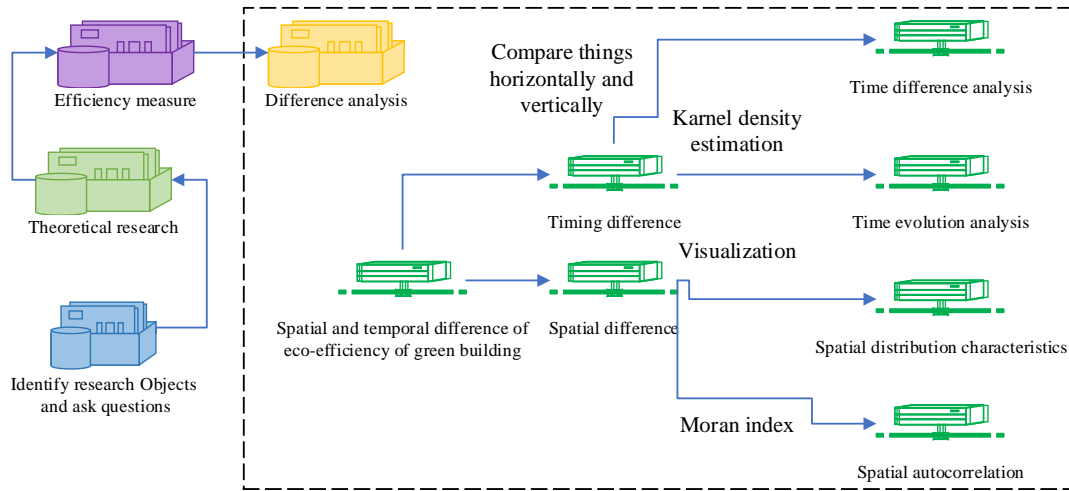 Efficiency measure
Difference analysis
Compare things
horizontally and
vertically
Time difference analysis
Karnel density
estimation
Theoretical research
Timing difference
Time evolution analysis
Visualization
Spatial and temporal difference of
eco-efficiency of green building
Spatial difference
Spatial distribution characteristics
Identify research Objects
and ask questions
Moran index
Spatial autocorrelation